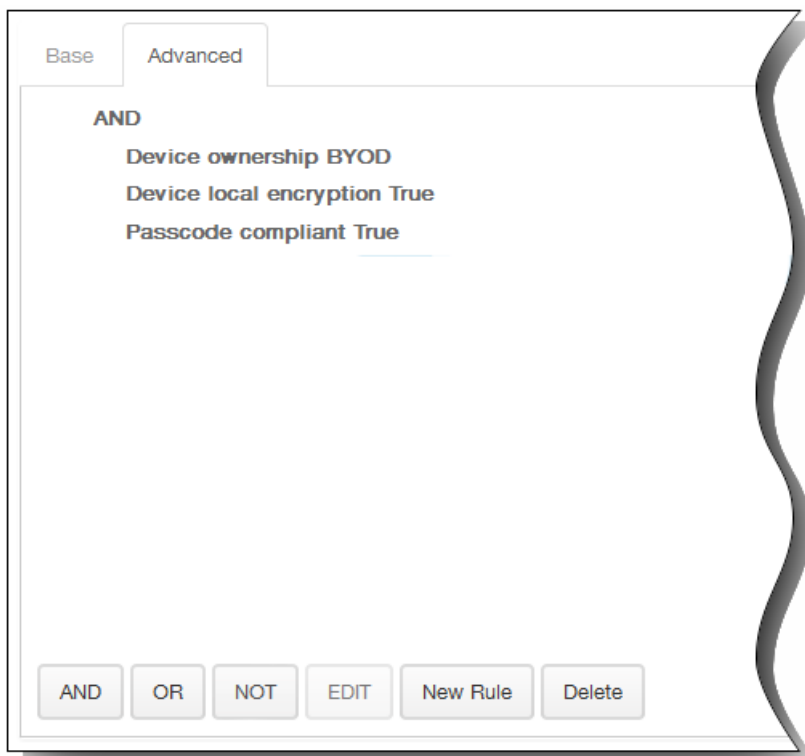 Base Advanced
AND
Device ownership BYOD
Device local encryption True
Passcode compliant True
AND OR NOT EDIT New Rule Delete